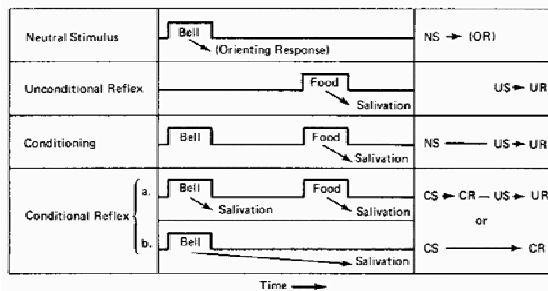 Neutral Stimulus Bell (Orienting Response) NS → (OR)
Unconditional Reflex Food Salivation US → UR
Conditioning Bell Food Salivation NS — US → UR
Conditional Reflex
a. Bell Salivation Food Salivation CS → CR — US → UR
or
b. Bell Salivation CS → CR
Time →